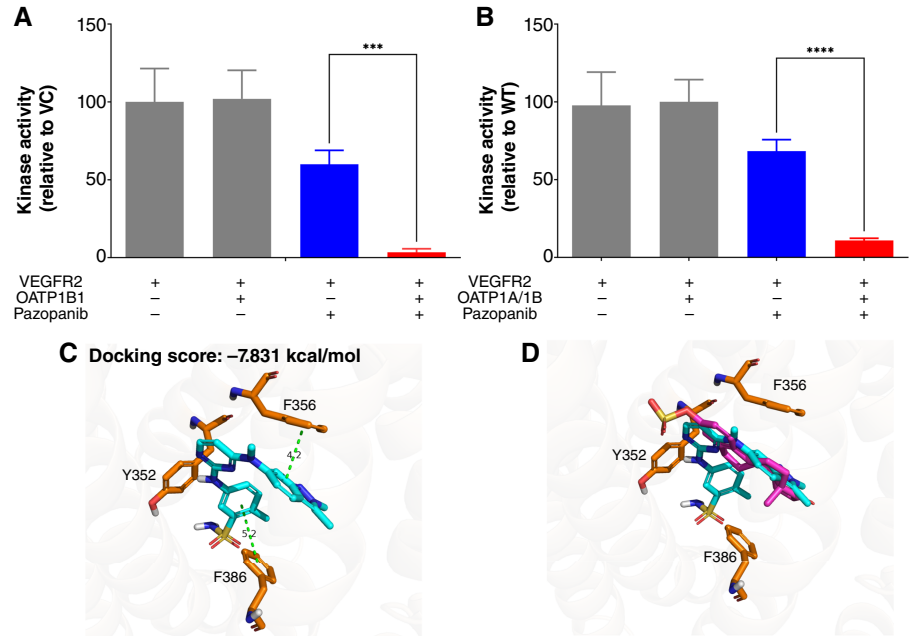 A
150
100
50
0
Kinase activity
(relative to VC)
***
VEGFR2 + + + +
OATP1B1 – + – +
Pazopanib – – + +
B
150
100
50
0
Kinase activity
(relative to WT)
****
VEGFR2 + + + +
OATP1A/1B – + – +
Pazopanib – – + +
C Docking score: –7.831 kcal/mol
F356
4.2
Y352
5.2
F386
D
F356
Y352
F386